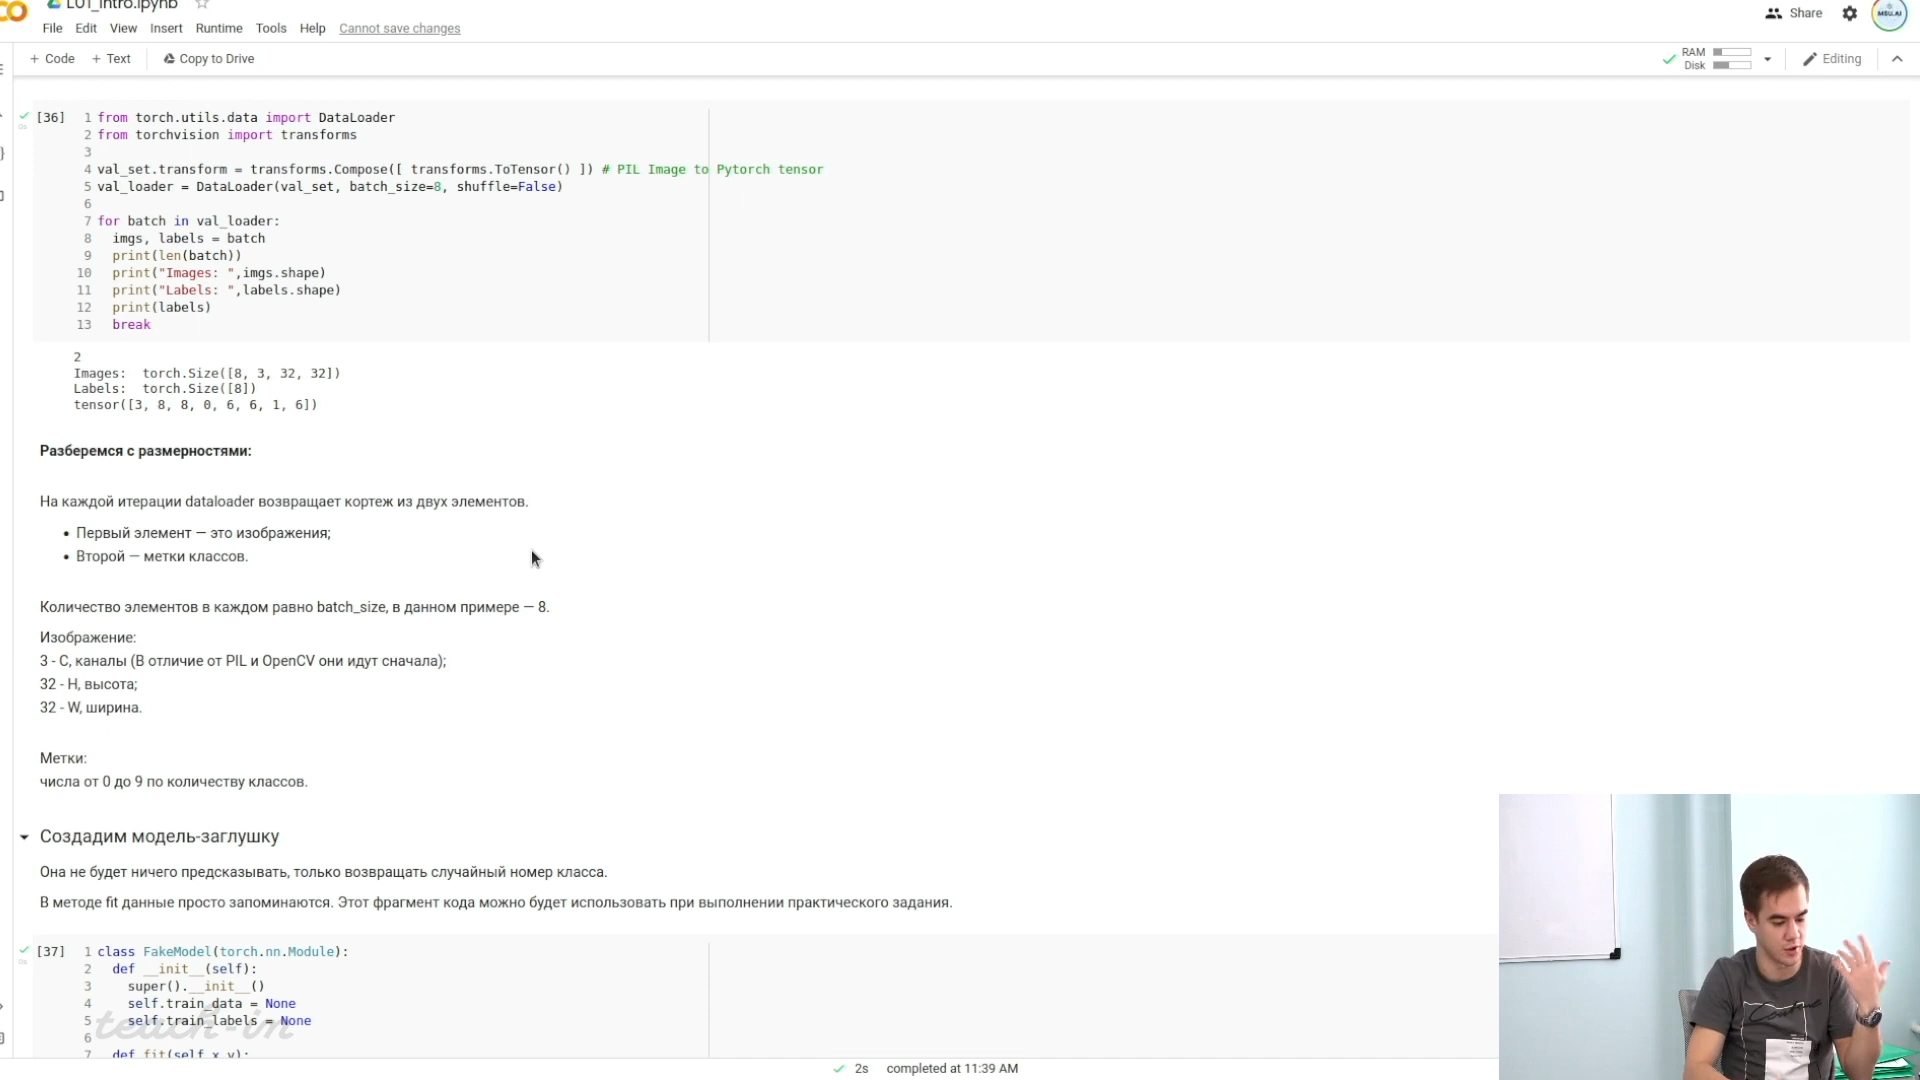 L01_Intro.ipynb
File Edit View Insert Runtime Tools Help Cannot save changes
Share
MSU.AI
+ Code + Text Copy to Drive
RAM
Disk
Editing
[36]
1 from torch.utils.data import DataLoader
2 from torchvision import transforms
3
4 val_set.transform = transforms.Compose([ transforms.ToTensor() ]) # PIL Image to Pytorch tensor
5 val_loader = DataLoader(val_set, batch_size=8, shuffle=False)
6
7 for batch in val_loader:
8 imgs, labels = batch
9 print(len(batch))
10 print("Images: ",imgs.shape)
11 print("Labels: ",labels.shape)
12 print(labels)
13 break
2
Images:  torch.Size([8, 3, 32, 32])
Labels:  torch.Size([8])
tensor([3, 8, 8, 0, 6, 6, 1, 6])
Разберемся с размерностями:
На каждой итерации dataloader возвращает кортеж из двух элементов.
• Первый элемент — это изображения;
• Второй — метки классов.
Количество элементов в каждом равно batch_size, в данном примере — 8.
Изображение:
3 - C, каналы (В отличие от PIL и OpenCV они идут сначала);
32 - H, высота;
32 - W, ширина.
Метки:
числа от 0 до 9 по количеству классов.
Создадим модель-заглушку
Она не будет ничего предсказывать, только возвращать случайный номер класса.
В методе fit данные просто запоминаются. Этот фрагмент кода можно будет использовать при выполнении практического задания.
[37]
1 class FakeModel(torch.nn.Module):
2 def __init__(self):
3 super().__init__()
4 self.train_data = None
5 self.train_labels = None
6
7 def fit(self,x,y):
teach-in
2s completed at 11:39 AM